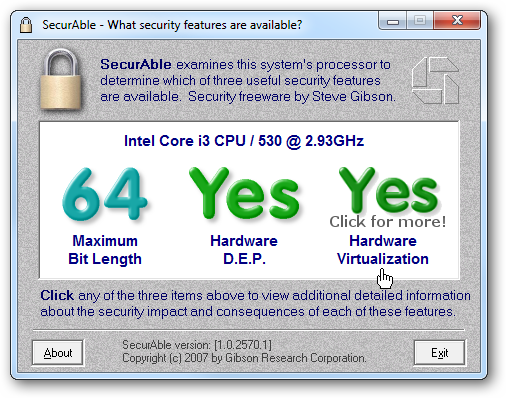 SecurAble - What security features are available?
SecurAble examines this system's processor to
determine which of three useful security features
are available. Security freeware by Steve Gibson.
Intel Core i3 CPU / 530 @ 2.93GHz
64 Yes Yes
Click for more!
Maximum Hardware Hardware
Bit Length D.E.P. Virtualization
Click any of the three items above to view additional detailed information
about the security impact and consequences of each of these features.
About
SecurAble version: [1.0.2570.1]
Copyright (c) 2007 by Gibson Research Corporation.
Exit